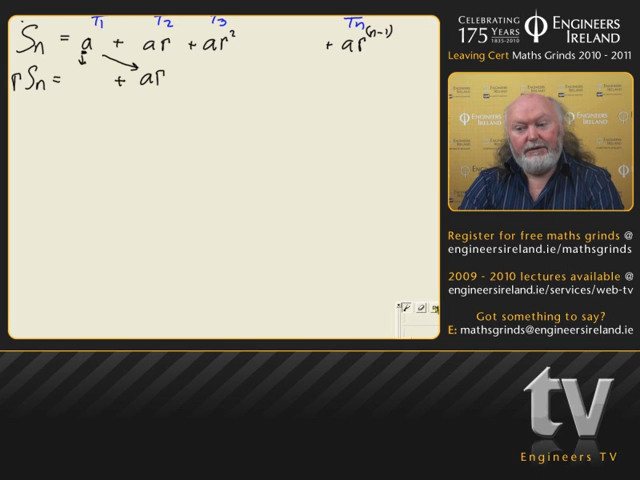 T1 T2 T3 Tn
Sn = a + ar + ar² + ar⁽ⁿ⁻¹⁾
rSn = + ar
CELEBRATING
175 YEARS
1835-2010
ENGINEERS
IRELAND
Leaving Cert Maths Grinds 2010 - 2011
ENGINEERS
IRELAND
Register for free maths grinds @
engineersireland.ie/mathsgrinds
2009 - 2010 lectures available @
engineersireland.ie/services/web-tv
Got something to say?
E: mathsgrinds@engineersireland.ie
tv
Engineers TV